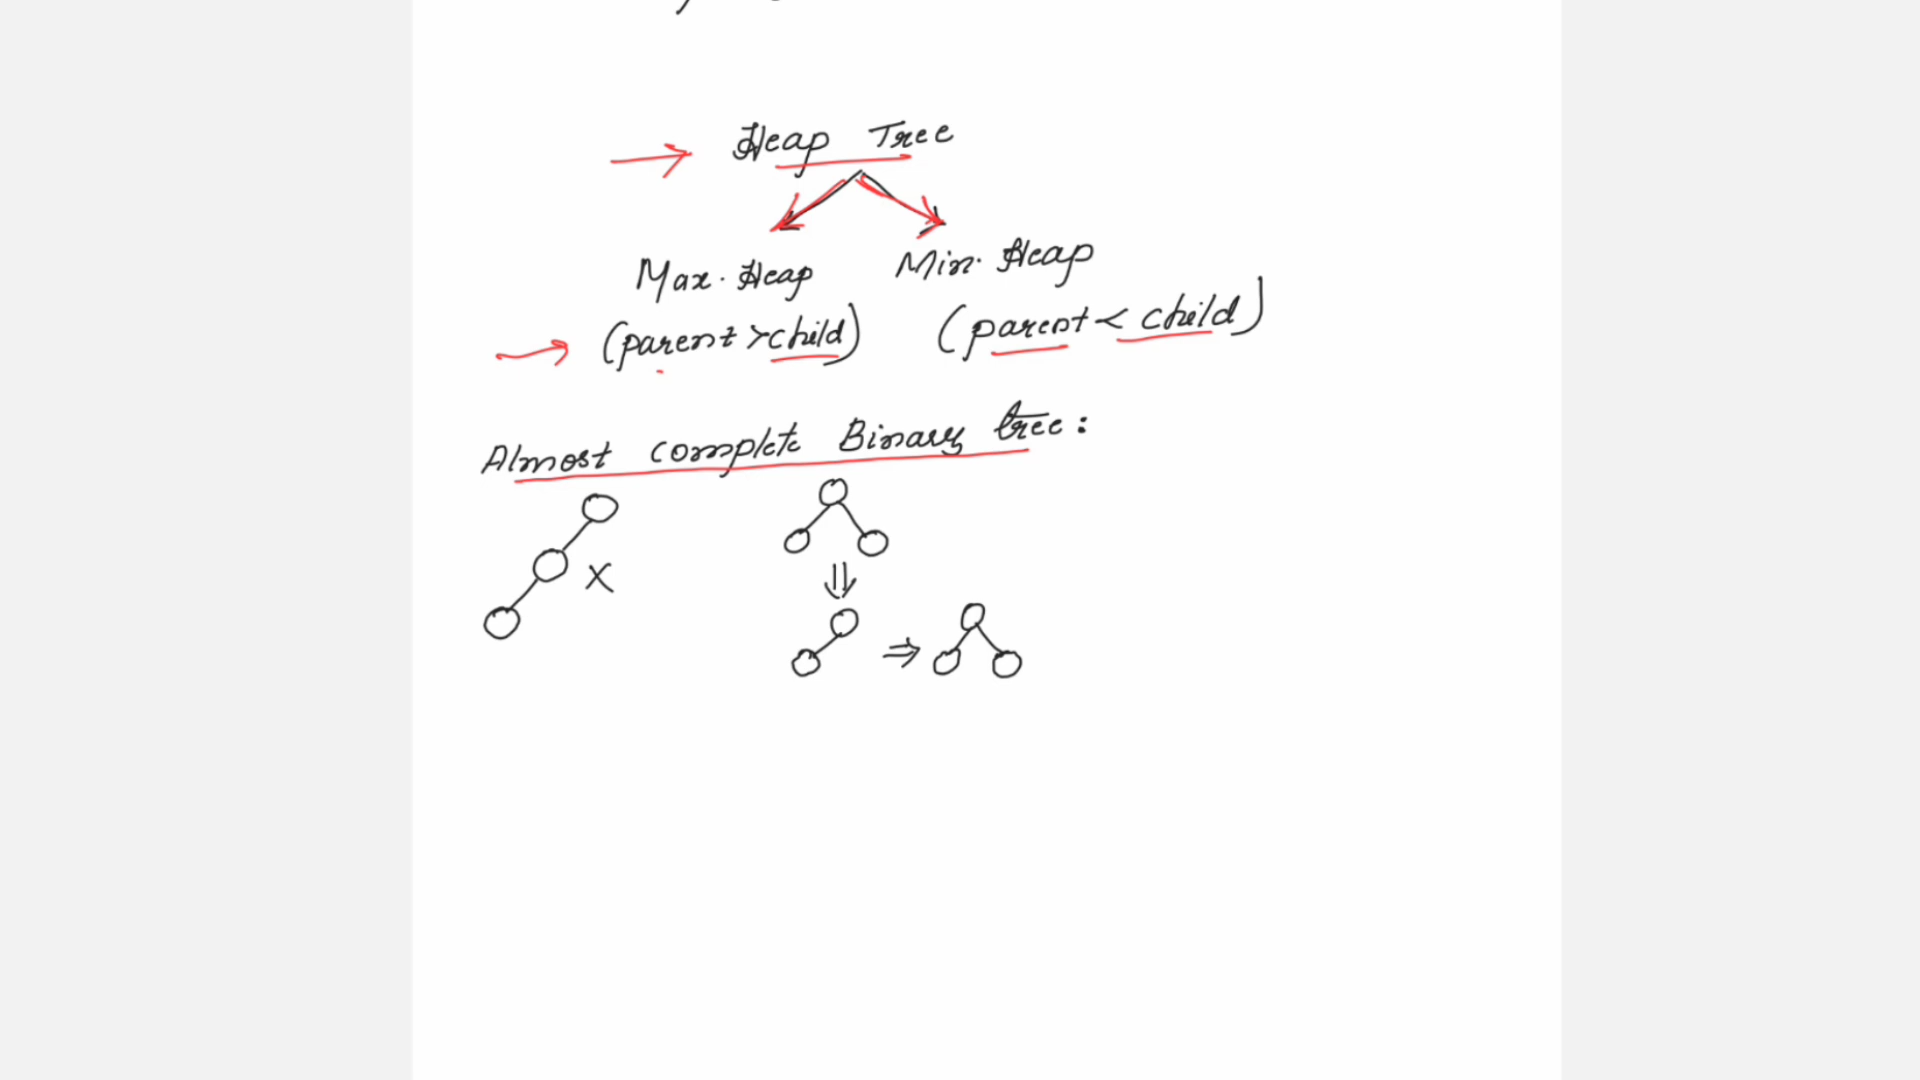 Heap Tree
Max. Heap Min. Heap
(parent > child) (parent < child)
Almost complete Binary tree:
X